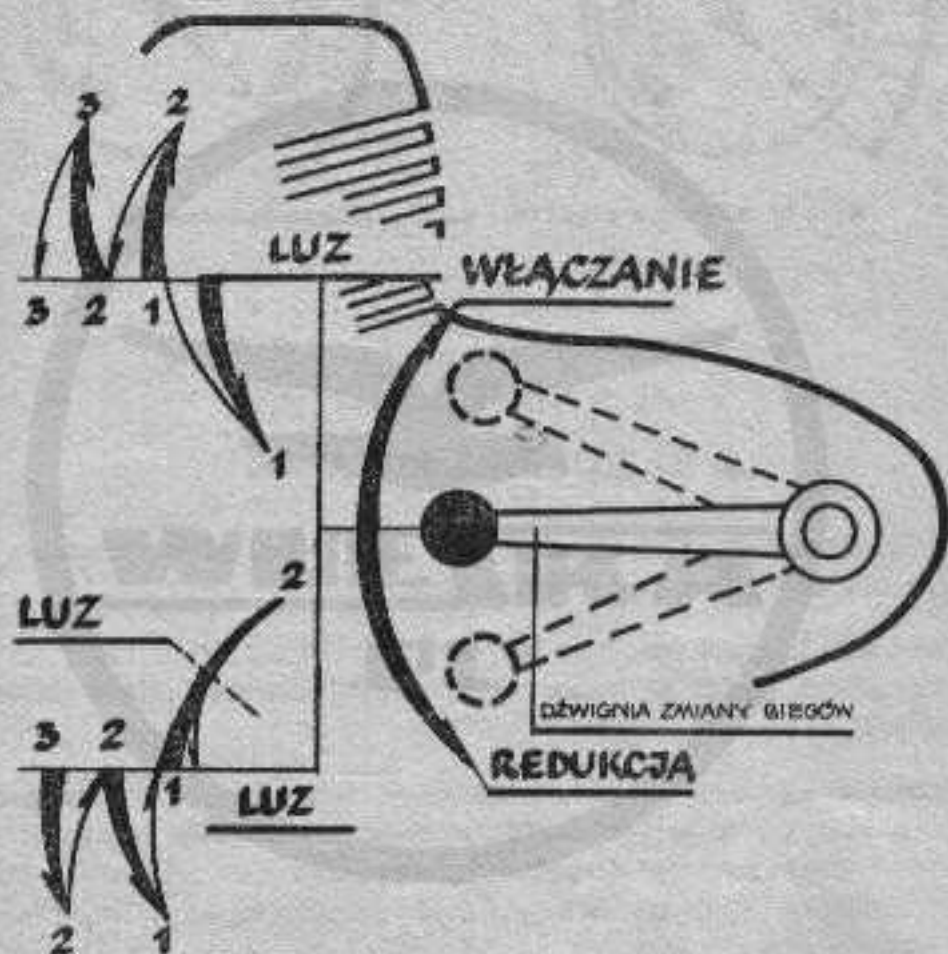 3 2
LUZ
WŁĄCZANIE
3 2 1
1
2
LUZ
DŹWIGNIA ZMIANY BIEGÓW
3 2
REDUKCJA
1
LUZ
2 1